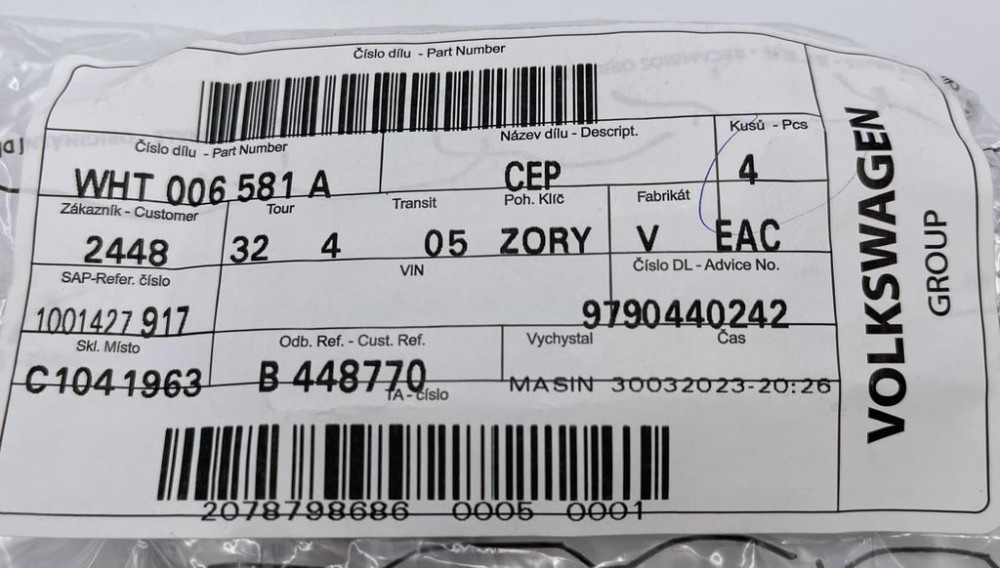 Číslo dílu - Part Number
Číslo dílu - Part Number
Název dílu - Descript.
Kusů - Pcs
WHT 006 581 A
CEP
4
Zákazník - Customer
Tour
Transit
Poh. Klíč
Fabrikát
2448
32 4 05 ZORY
V EAC
SAP-Refer. číslo
VIN
Číslo DL - Advice No.
1001427 917
9790440242
Skl. Místo
Odb. Ref. - Cust. Ref.
Vychystal
Čas
C1041963
B 448770
MASIN 30032023-20:26
TA - číslo
2078798686 0005 0001
VOLKSWAGEN
GROUP